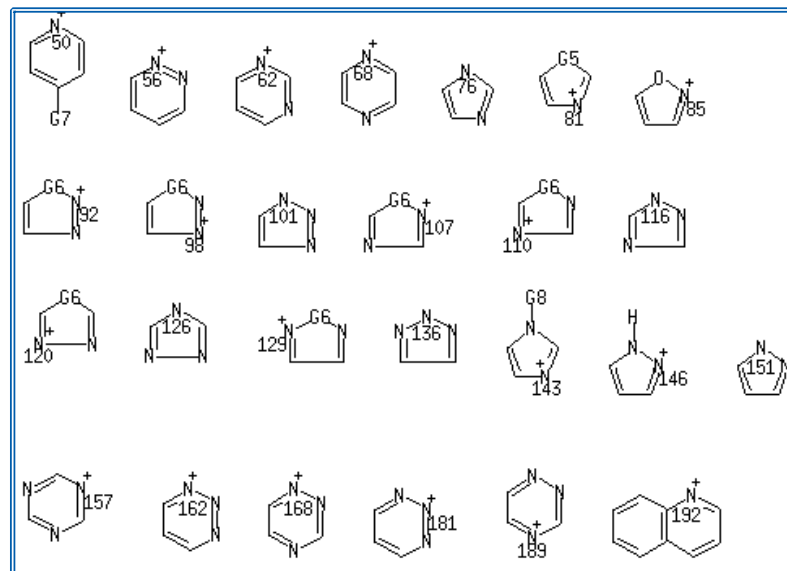 N+ 50 G7
N+ 56 N
N+ 62 N
N+ 68 N
N 76 N
G5 N+ 81
O N+ 85
G6 N+ 92 N
G6 N N+ 98
N 101 N N
G6 N+ 107 N
G6 N N+ 110
N 116 N N
G6 N+ 120 N
N 126 N N
N+ 129 G6 N
N 136 N N
G8 N N+ 143
H N N+ 146
N 151
N N+ 157 N
N+ 162 N N
N+ 168 N N
N N+ 181 N
N N N+ 189
N+ 192